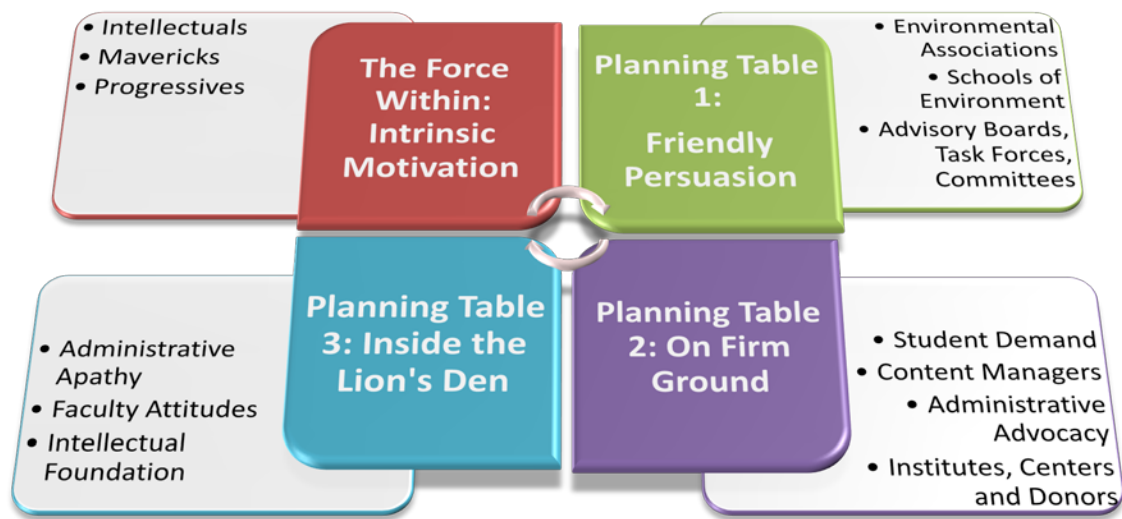 • Intellectuals
• Mavericks
• Progressives
The Force
Within:
Intrinsic
Motivation
Planning Table
1:
Friendly
Persuasion
• Environmental
Associations
• Schools of
Environment
• Advisory Boards,
Task Forces,
Committees
• Administrative
Apathy
• Faculty Attitudes
• Intellectual
Foundation
Planning Table
3: Inside the
Lion's Den
Planning Table
2: On Firm
Ground
• Student Demand
• Content Managers
• Administrative
Advocacy
• Institutes, Centers
and Donors